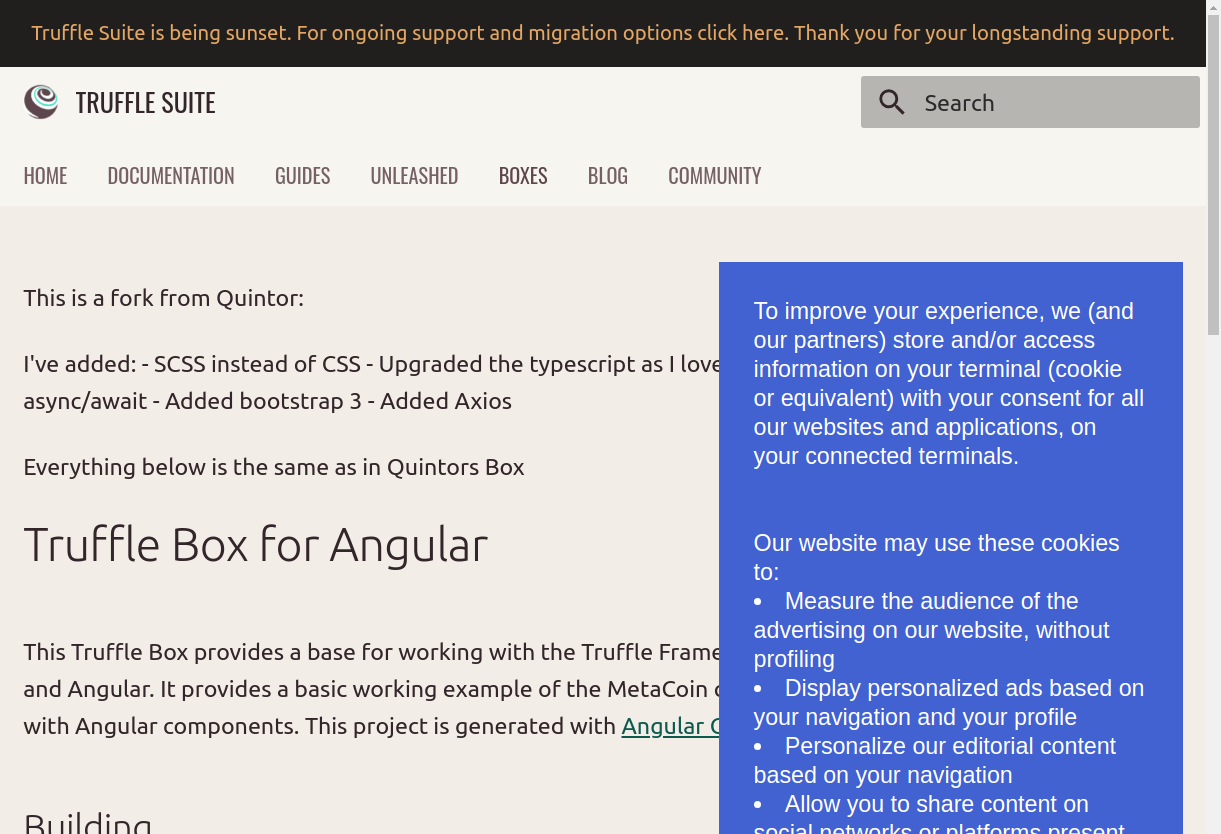 Truffle Suite is being sunset. For ongoing support and migration options click here. Thank you for your longstanding support.
TRUFFLE SUITE
Search
HOME DOCUMENTATION GUIDES UNLEASHED BOXES BLOG COMMUNITY
This is a fork from Quintor:
I've added: - SCSS instead of CSS - Upgraded the typescript as I love
async/await - Added bootstrap 3 - Added Axios
Everything below is the same as in Quintors Box
Truffle Box for Angular
This Truffle Box provides a base for working with the Truffle Frame
and Angular. It provides a basic working example of the MetaCoin
with Angular components. This project is generated with Angular
Building
To improve your experience, we (and
our partners) store and/or access
information on your terminal (cookie
or equivalent) with your consent for all
our websites and applications, on
your connected terminals.
Our website may use these cookies
to:
• Measure the audience of the
advertising on our website, without
profiling
• Display personalized ads based on
your navigation and your profile
• Personalize our editorial content
based on your navigation
• Allow you to share content on
social networks or platforms present